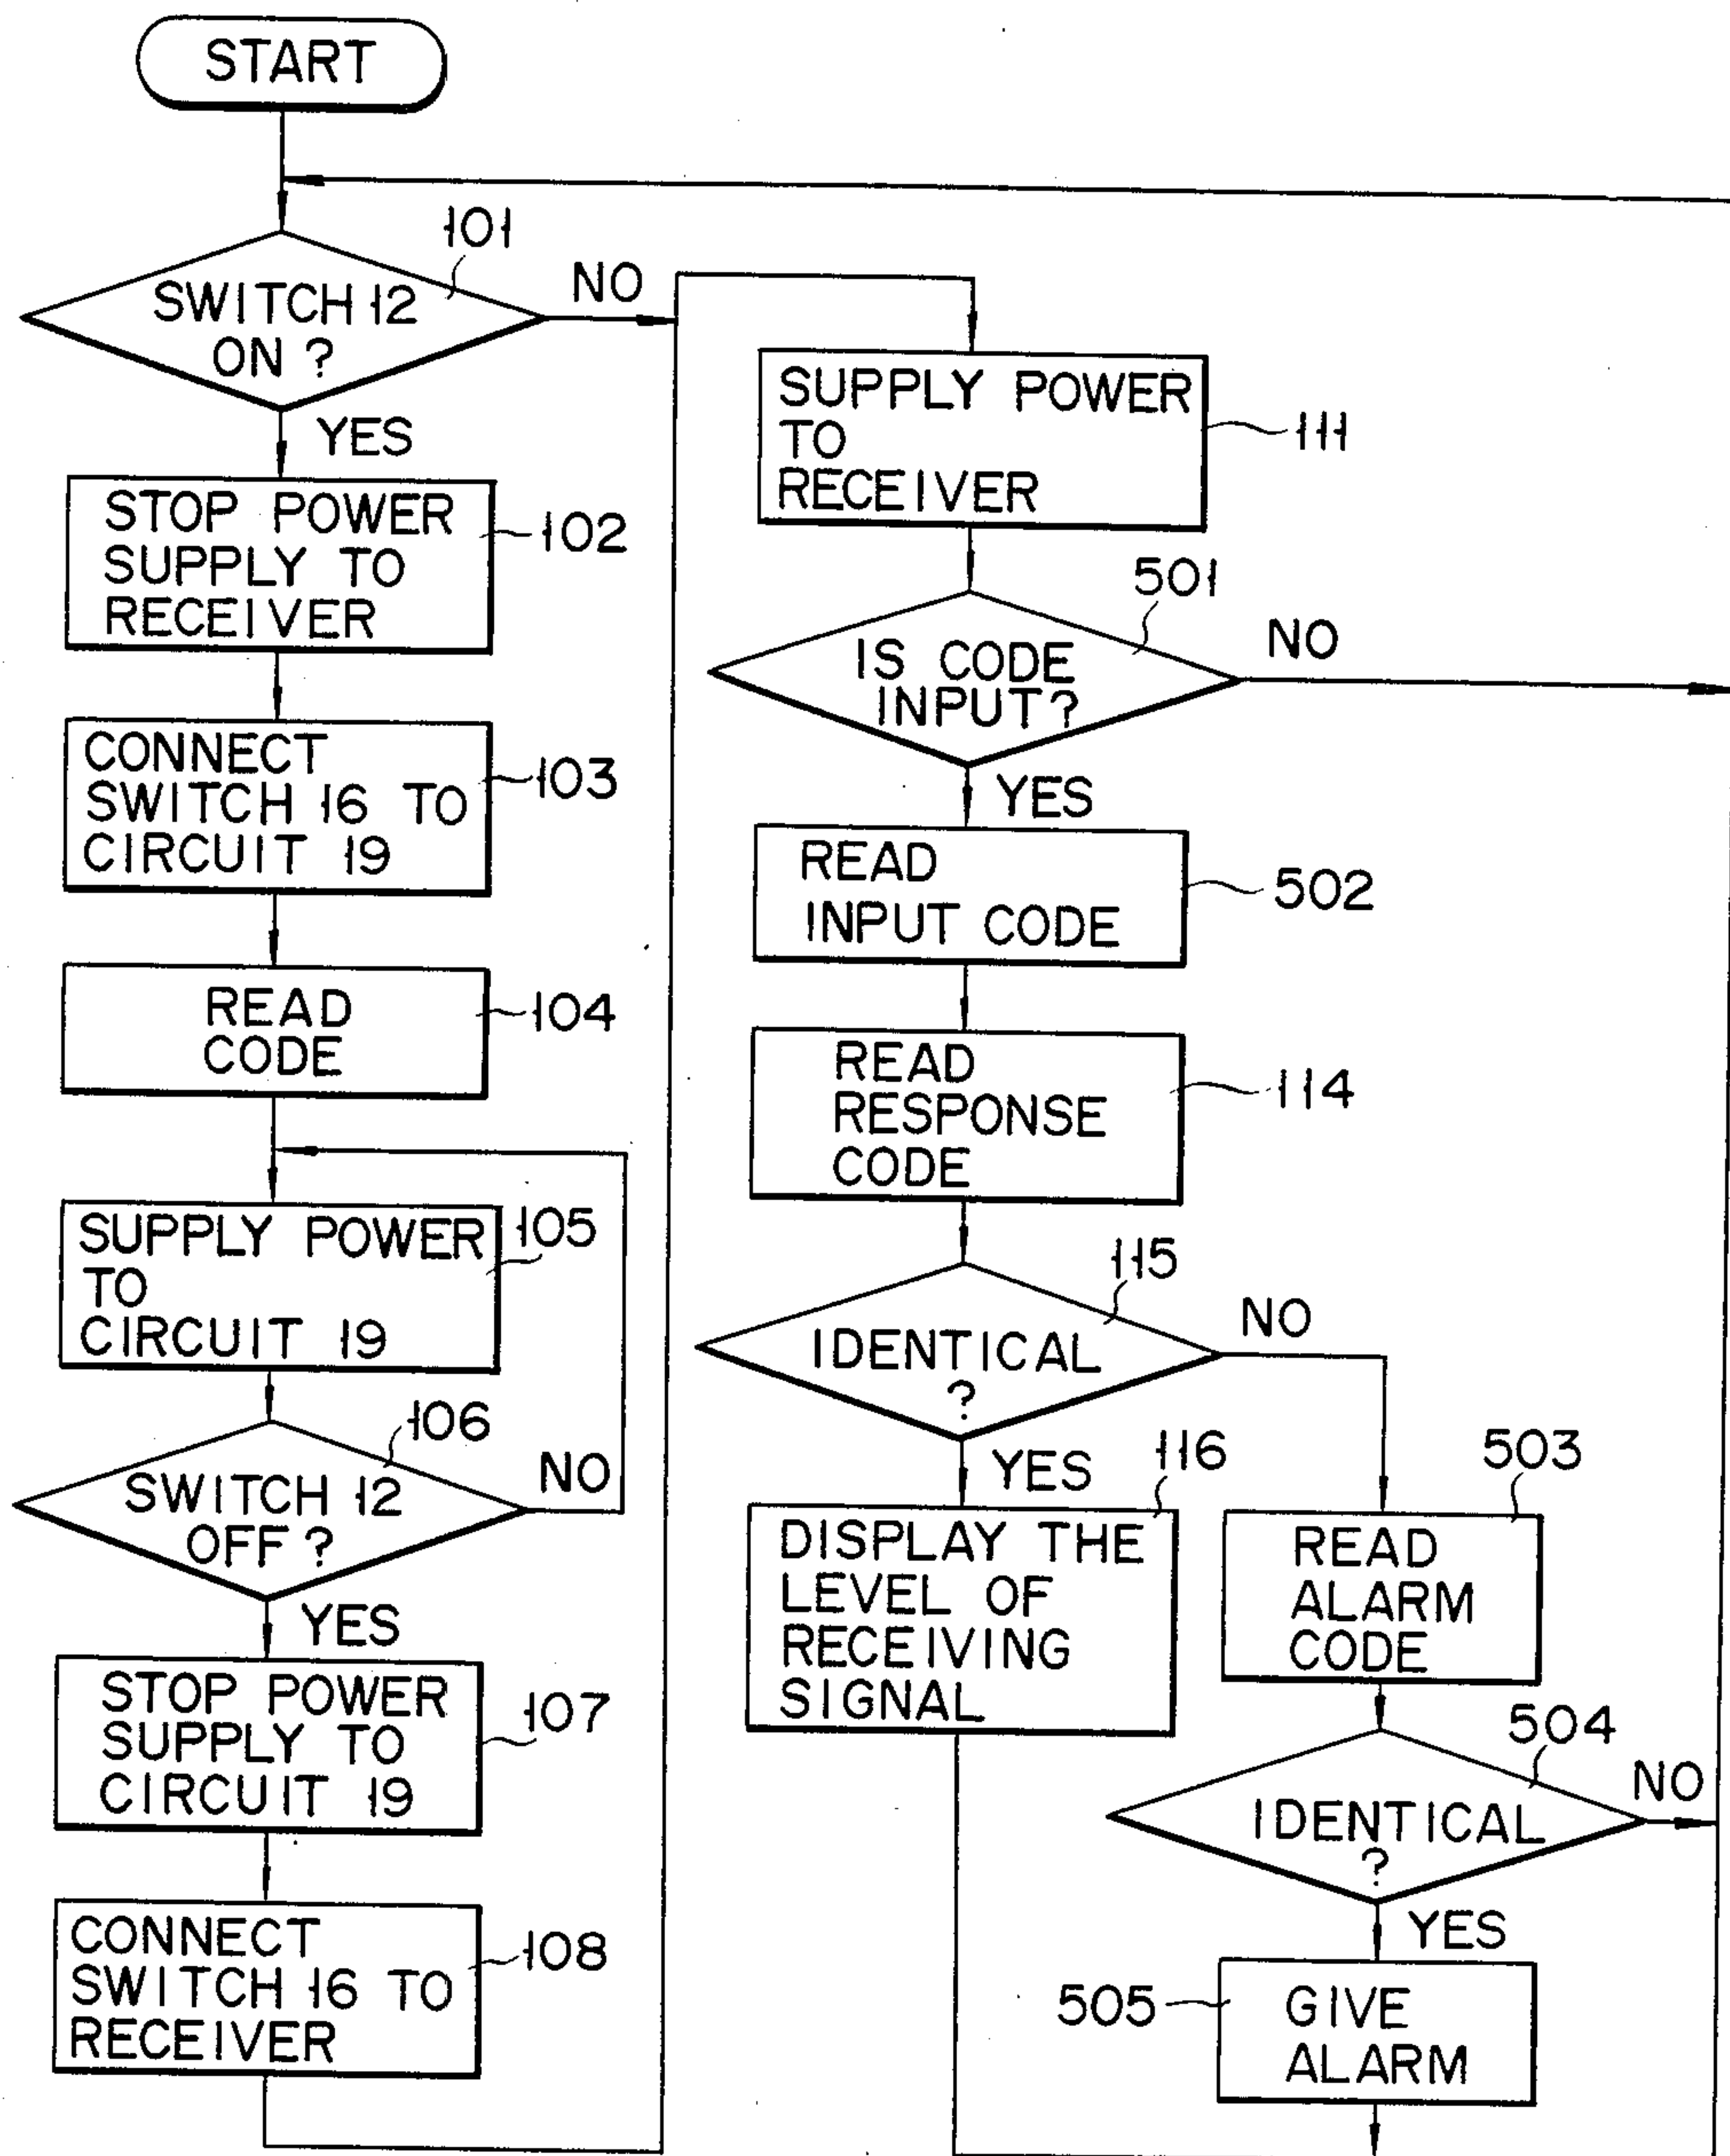 START
101
SWITCH 12
ON ?
NO
YES
STOP POWER
SUPPLY TO
RECEIVER
102
CONNECT
SWITCH 16 TO
CIRCUIT 19
103
READ
CODE
104
SUPPLY POWER
TO
CIRCUIT 19
105
106
SWITCH 12
OFF ?
NO
YES
STOP POWER
SUPPLY TO
CIRCUIT 19
107
CONNECT
SWITCH 16 TO
RECEIVER
108
SUPPLY POWER
TO
RECEIVER
111
501
IS CODE
INPUT?
NO
YES
READ
INPUT CODE
502
READ
RESPONSE
CODE
114
115
IDENTICAL
?
NO
YES
116
DISPLAY THE
LEVEL OF
RECEIVING
SIGNAL
503
READ
ALARM
CODE
504
IDENTICAL
?
NO
YES
505
GIVE
ALARM